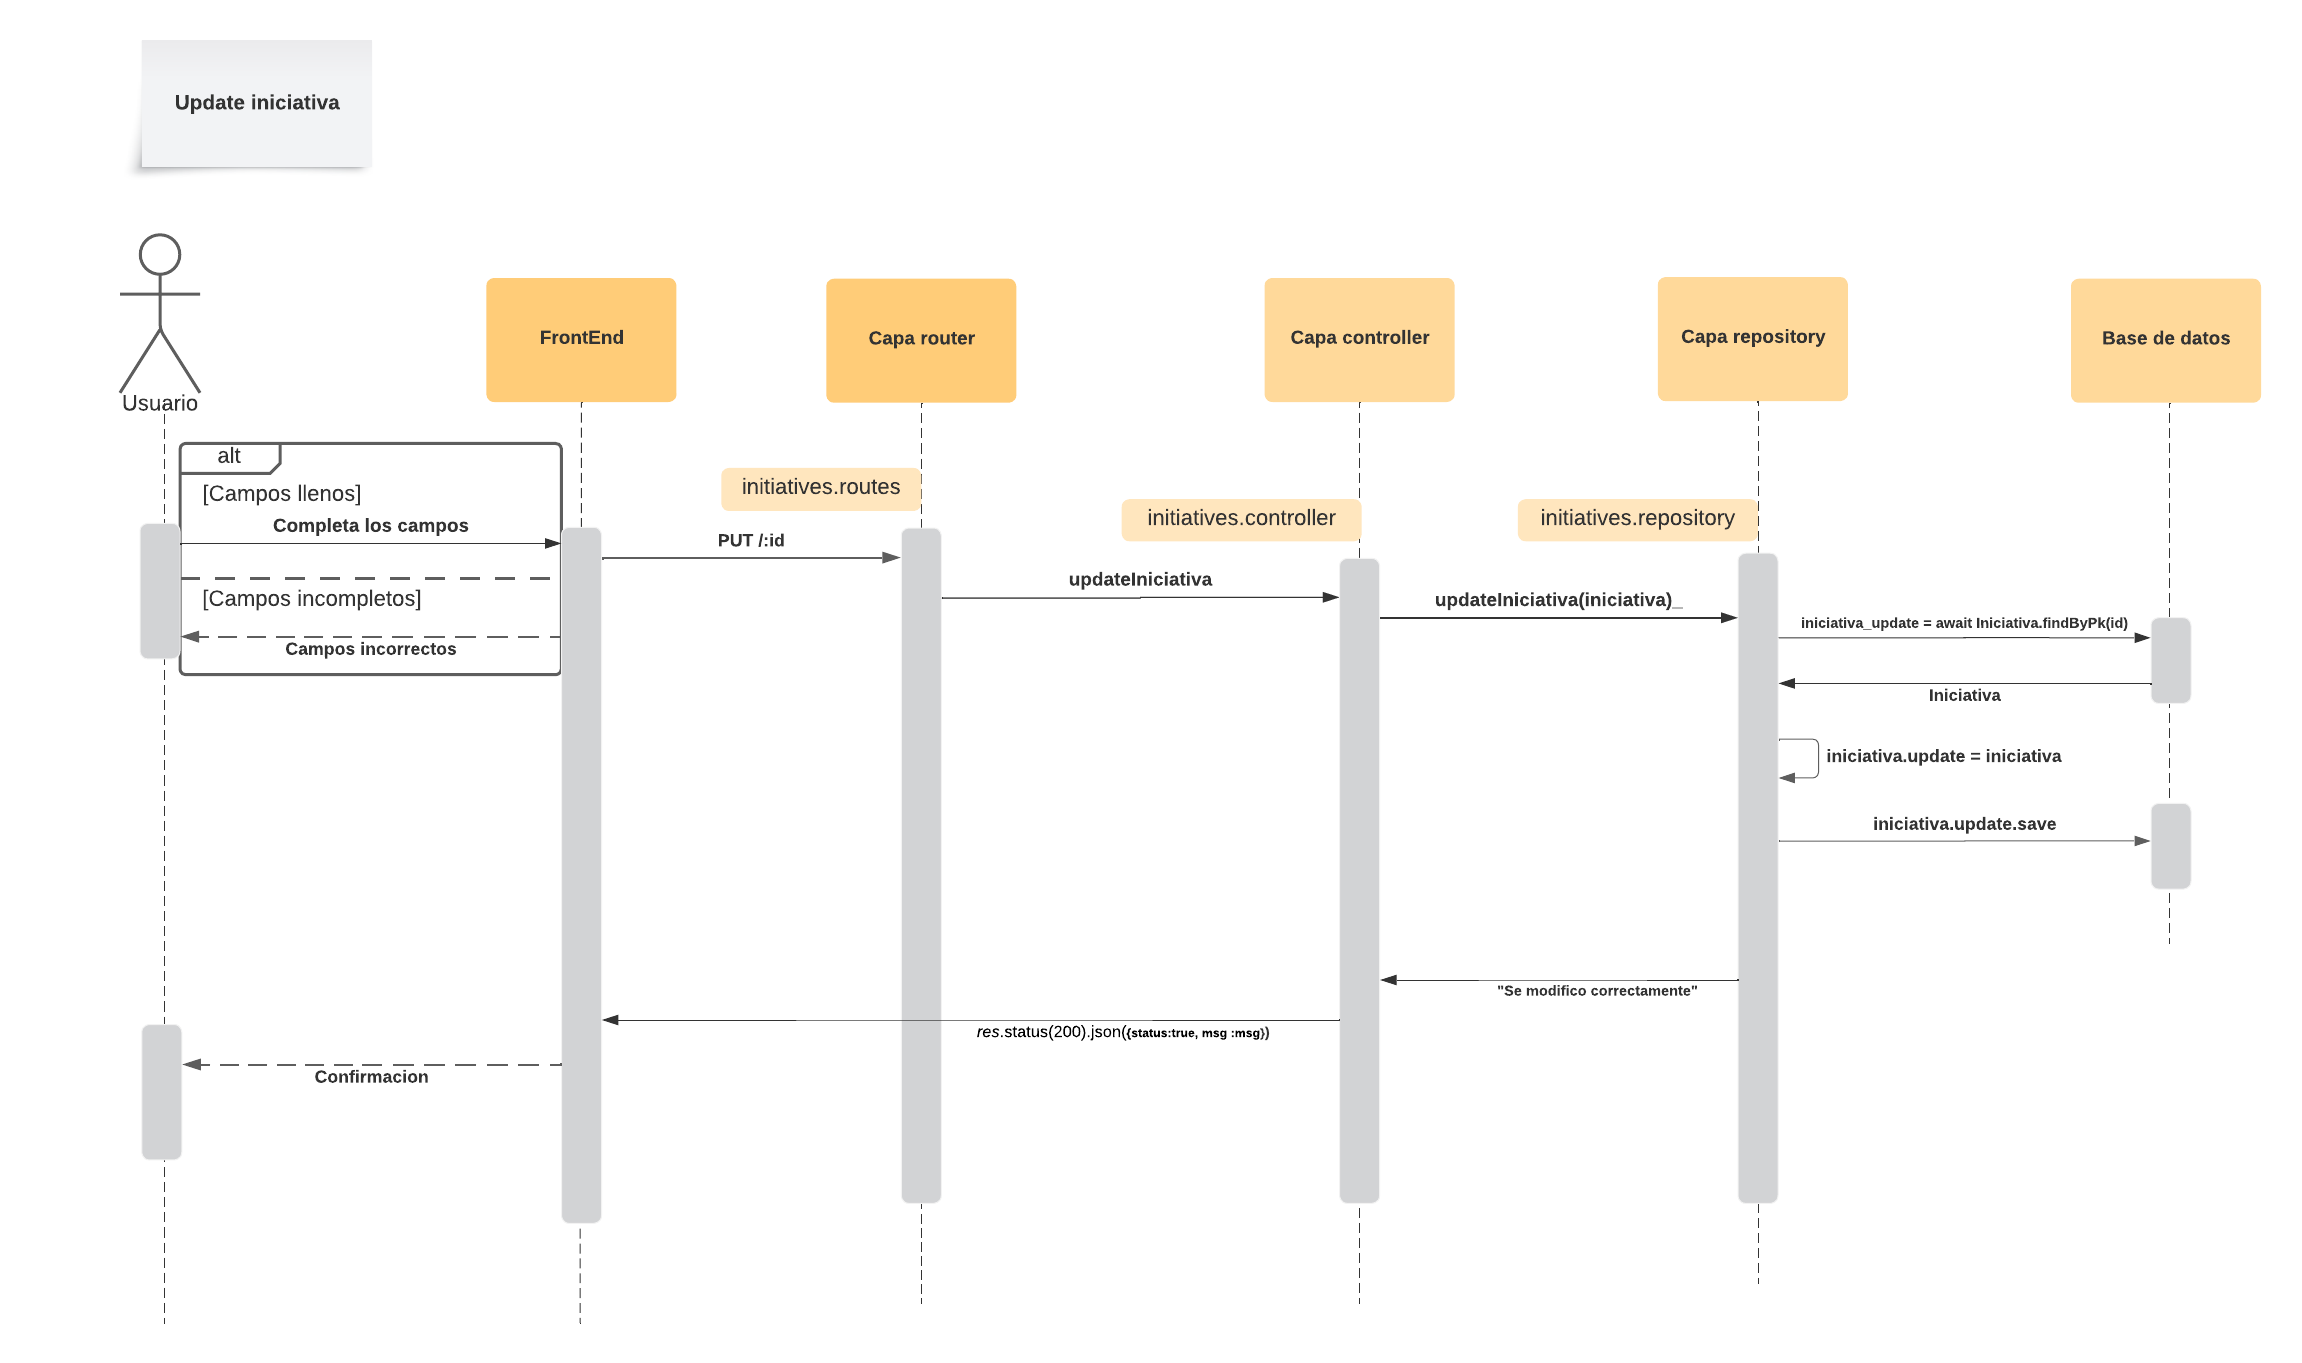 Update iniciativa
Usuario
FrontEnd
Capa router
Capa controller
Capa repository
Base de datos
alt
[Campos llenos]
initiatives.routes
initiatives.controller
initiatives.repository
Completa los campos
PUT /:id
updateIniciativa
[Campos incompletos]
updateIniciativa(iniciativa)_
iniciativa_update = await Iniciativa.findByPk(id)
Campos incorrectos
Iniciativa
iniciativa.update = iniciativa
iniciativa.update.save
"Se modifico correctamente"
res.status(200).json({status:true, msg :msg})
Confirmacion